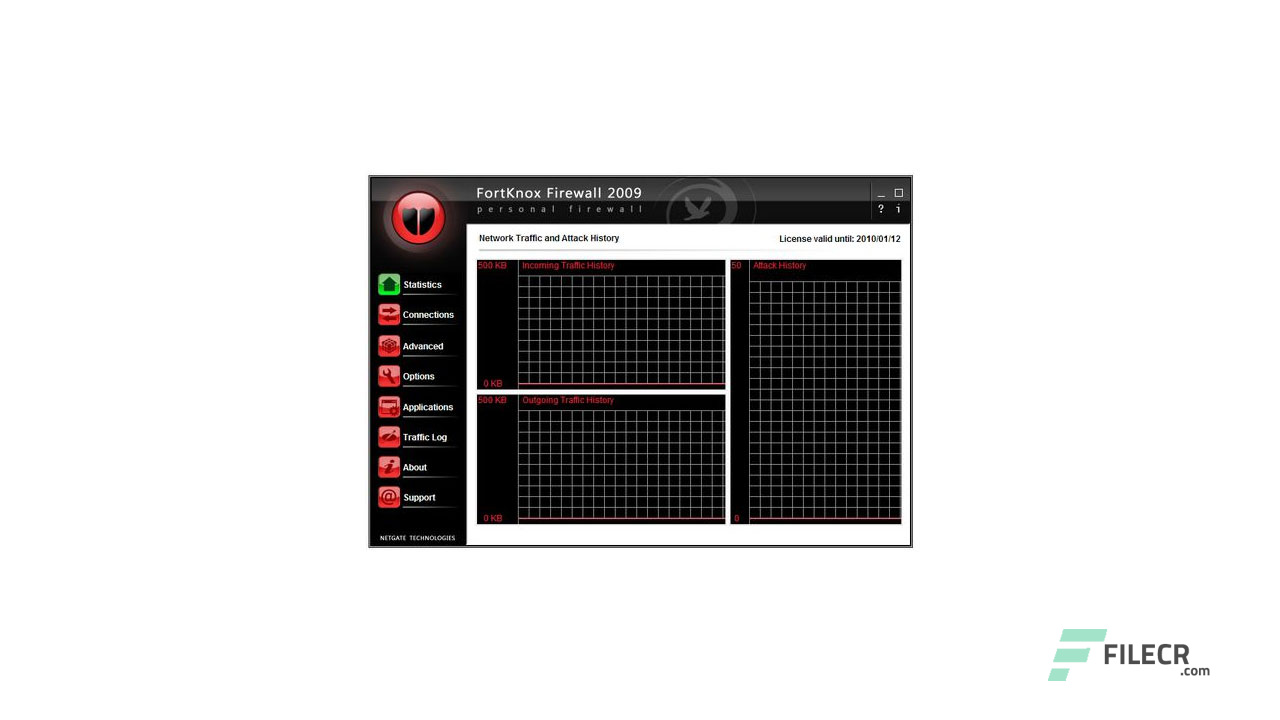 FortKnox Firewall 2009
personal firewall
? i
Network Traffic and Attack History
License valid until: 2010/01/12
Statistics
Connections
Advanced
Options
Applications
Traffic Log
About
Support
NETGATE TECHNOLOGIES
500 KB Incoming Traffic History
0 KB
500 KB Outgoing Traffic History
0 KB
50 Attack History
0
FILECR
.com